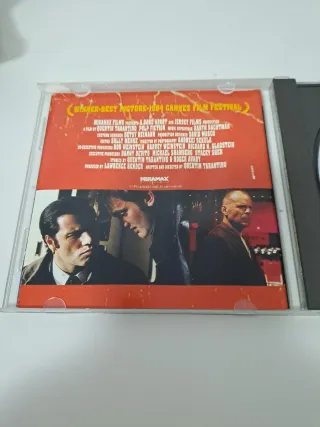 WINNER-BEST PICTURE-1994 CANNES FILM FESTIVAL
MIRAMAX FILMS PRESENTS A BAND APART AND JERSEY FILMS PRODUCTION
A FILM BY QUENTIN TARANTINO PULP FICTION MUSIC SUPERVISOR KARYN RACHTMAN
COSTUME DESIGNER BETSY HEIMANN PRODUCTION DESIGNER DAVID WASCO
EDITOR SALLY MENKE DIRECTOR OF PHOTOGRAPHY ANDRZEJ SEKULA
CO-EXECUTIVE PRODUCERS BOB WEINSTEIN HARVEY WEINSTEIN RICHARD N. GLADSTEIN
EXECUTIVE PRODUCERS DANNY DEVITO MICHAEL SHAMBERG STACEY SHER
STORIES BY QUENTIN TARANTINO & ROGER AVARY
PRODUCED BY LAWRENCE BENDER WRITTEN AND DIRECTED BY QUENTIN TARANTINO
MIRAMAX